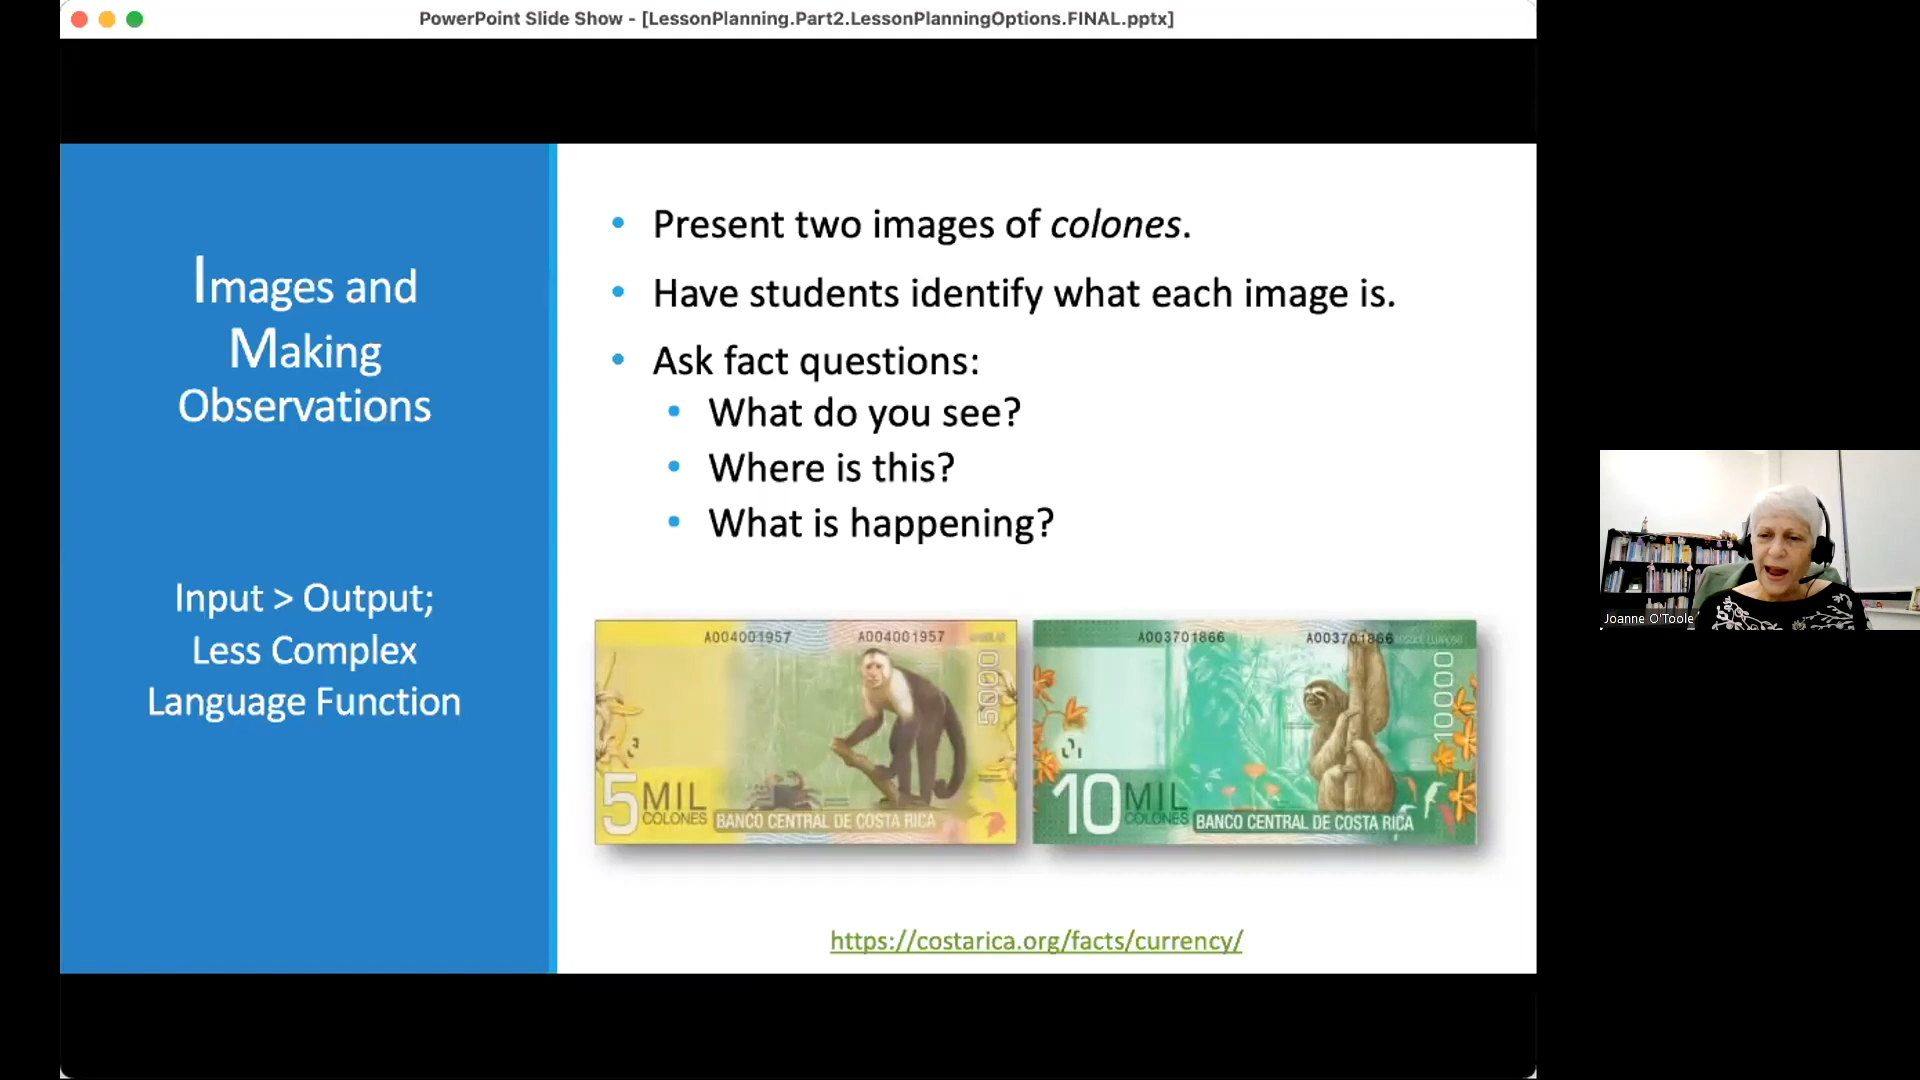 PowerPoint Slide Show - [LessonPlanning.Part2.LessonPlanningOptions.FINAL.pptx]
Images and
Making
Observations
Input > Output;
Less Complex
Language Function
• Present two images of colones.
• Have students identify what each image is.
• Ask fact questions:
• What do you see?
• Where is this?
• What is happening?
A004001957 A004001957
5000
5 MIL
COLONES
BANCO CENTRAL DE COSTA RICA
A003701866 A003701866
10000
10 MIL
COLONES
BANCO CENTRAL DE COSTA RICA
https://costarica.org/facts/currency/
Joanne O'Toole